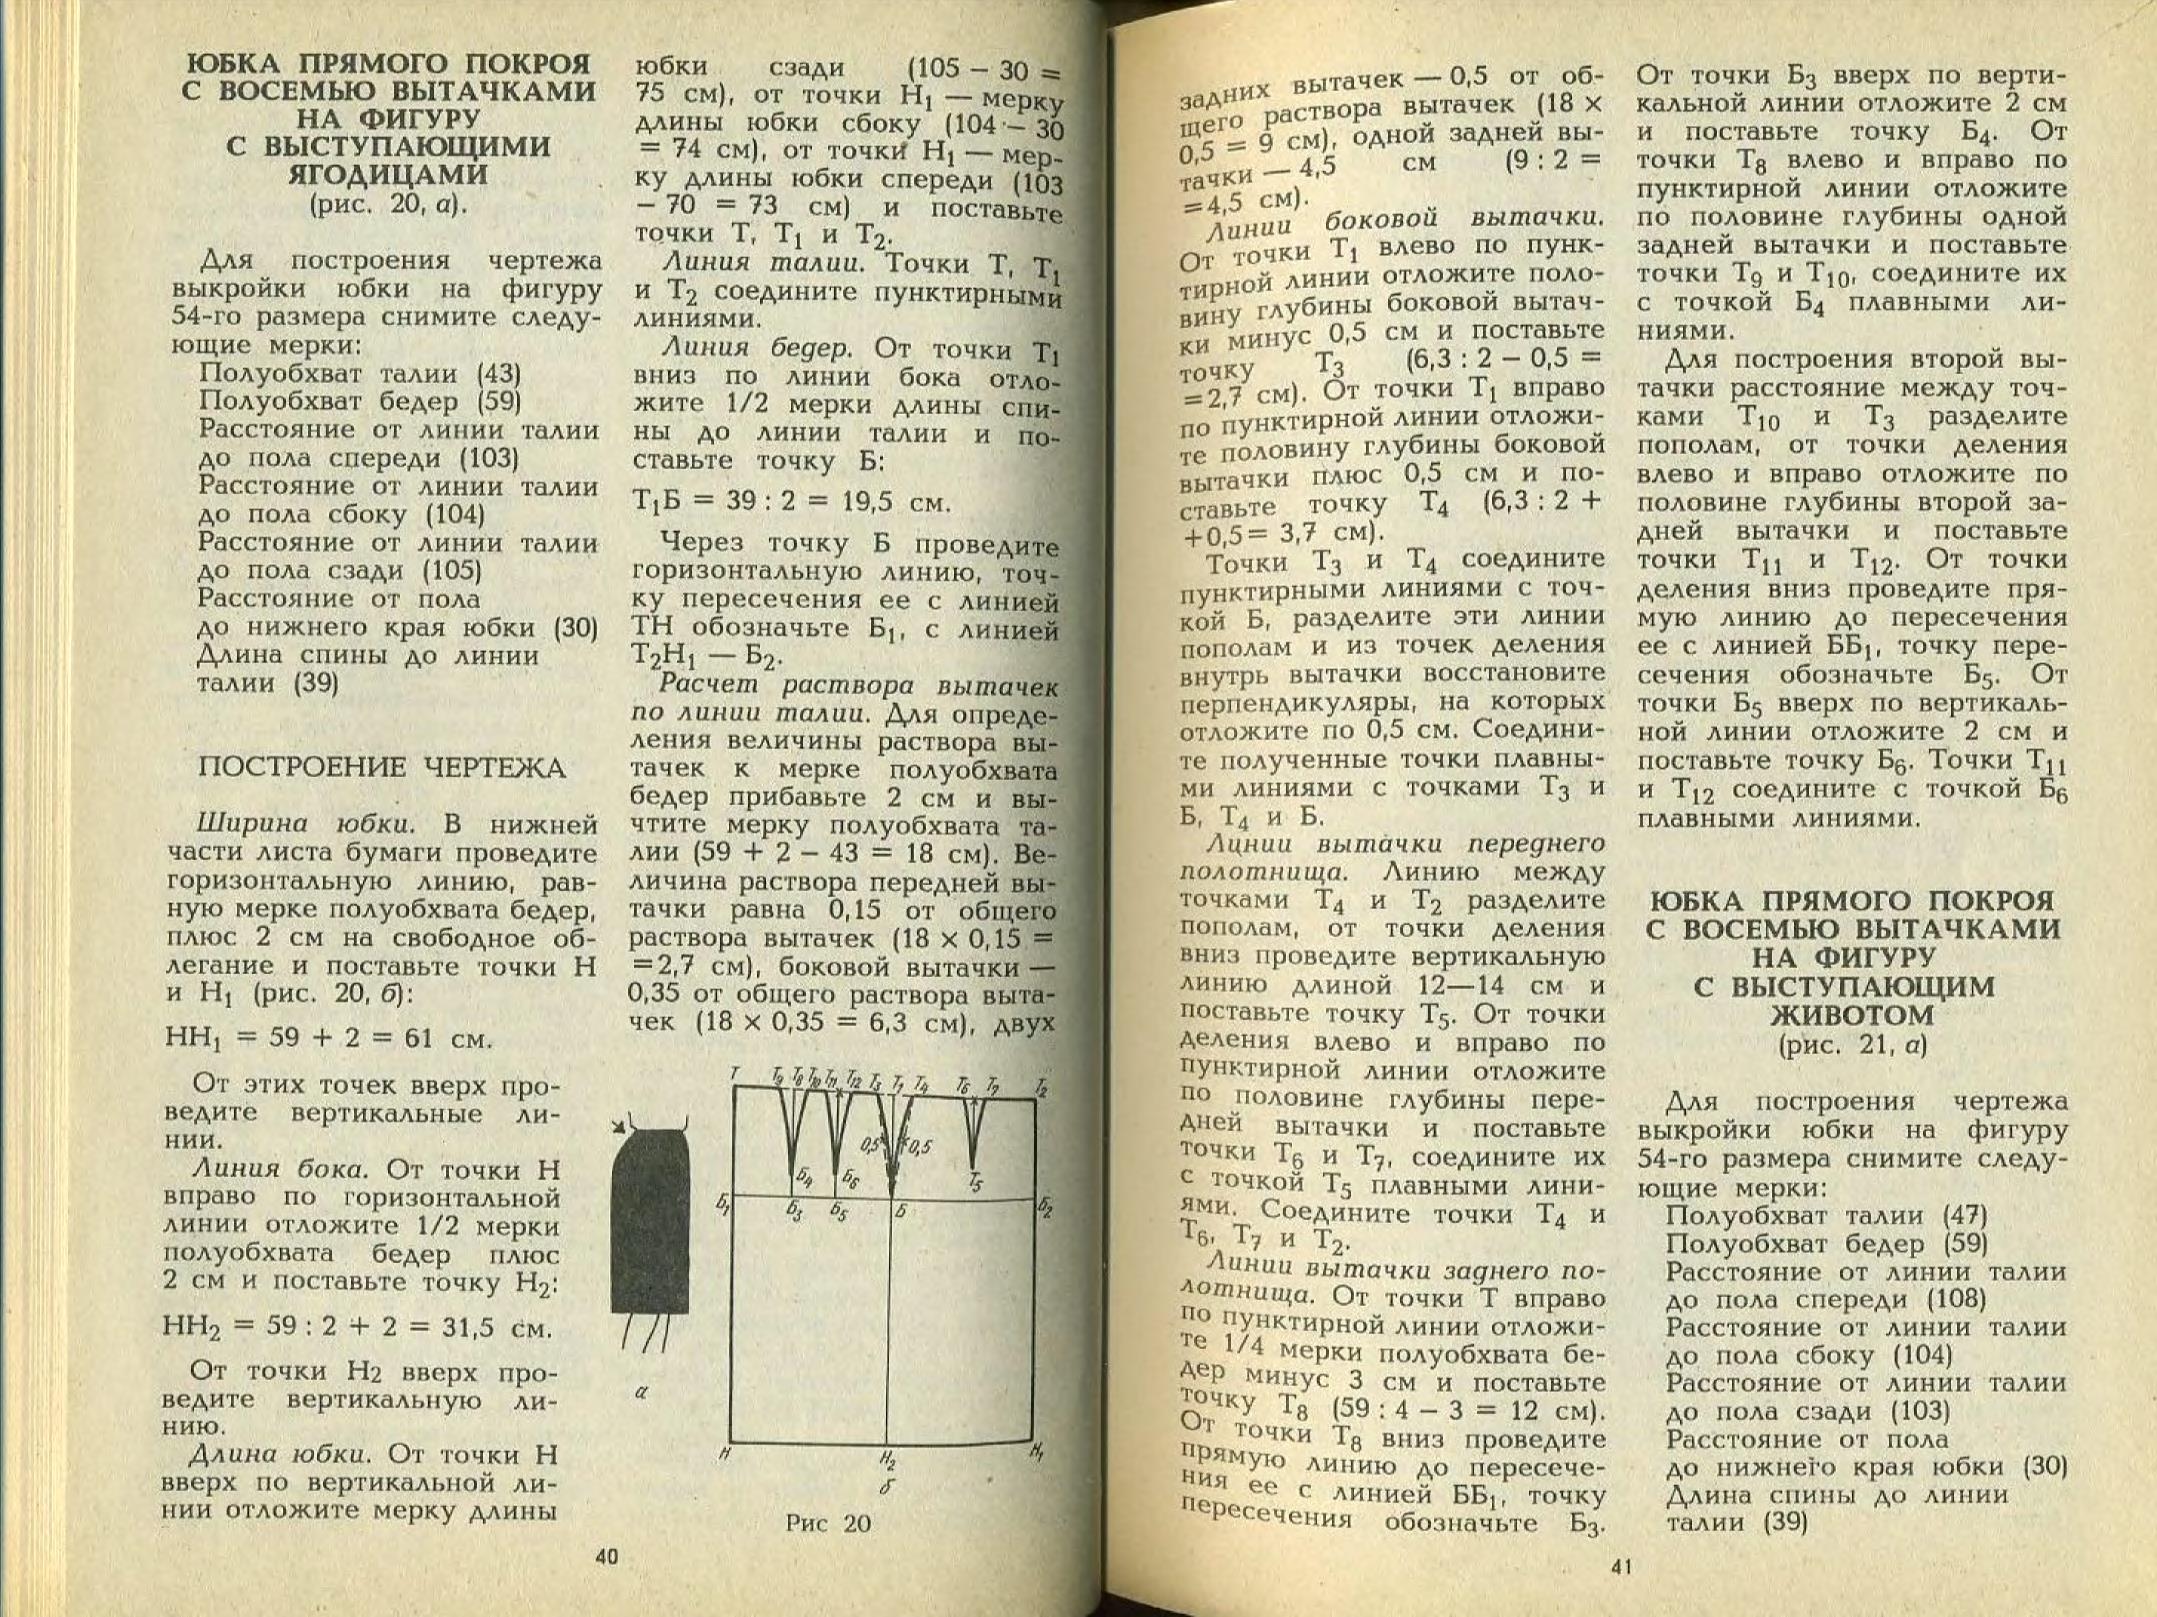 ЮБКА ПРЯМОГО ПОКРОЯ
С ВОСЕМЬЮ ВЫТАЧКАМИ
НА ФИГУРУ
С ВЫСТУПАЮЩИМИ
ЯГОДИЦАМИ
(рис. 20, а).
Для построения чертежа
выкройки юбки на фигуру
54-го размера снимите следу-
ющие мерки:
Полуобхват талии (43)
Полуобхват бедер (59)
Расстояние от линии талии
до пола спереди (103)
Расстояние от линии талии
до пола сбоку (104)
Расстояние от линии талии
до пола сзади (105)
Расстояние от пола
до нижнего края юбки (30)
Длина спины до линии
талии (39)
ПОСТРОЕНИЕ ЧЕРТЕЖА
Ширина юбки. В нижней
части листа бумаги проведите
горизонтальную линию, рав-
ную мерке полуобхвата бедер,
плюс 2 см на свободное об-
легание и поставьте точки Н
и Н₁ (рис. 20, б):
НН₁ = 59 + 2 = 61 см.
От этих точек вверх про-
ведите вертикальные ли-
нии.
Линия бока. От точки Н
вправо по горизонтальной
линии отложите 1/2 мерки
полуобхвата бедер плюс
2 см и поставьте точку Н₂:
НН₂ = 59 : 2 + 2 = 31,5 см.
От точки Н₂ вверх про-
ведите вертикальную ли-
нию.
Длина юбки. От точки Н
вверх по вертикальной ли-
нии отложите мерку длины
юбки сзади (105 – 30 =
75 см), от точки Н₁ — мерку
длины юбки сбоку (104 – 30
= 74 см), от точки Н₁ — мер-
ку длины юбки спереди (103
– 70 = 73 см) и поставьте
точки Т, Т₁ и Т₂.
Линия талии. Точки Т, Т₁
и Т₂ соедините пунктирными
линиями.
Линия бедер. От точки Т₁
вниз по линии бока отло-
жите 1/2 мерки длины спи-
ны до линии талии и по-
ставьте точку Б:
Т₁Б = 39 : 2 = 19,5 см.
Через точку Б проведите
горизонтальную линию, точ-
ку пересечения ее с линией
ТН обозначьте Б₁, с линией
Т₂Н₁ — Б₂.
Расчет раствора вытачек
по линии талии. Для опреде-
ления величины раствора вы-
тачек к мерке полуобхвата
бедер прибавьте 2 см и вы-
чтите мерку полуобхвата та-
лии (59 + 2 – 43 = 18 см). Ве-
личина раствора передней вы-
тачки равна 0,15 от общего
раствора вытачек (18 х 0,15 =
=2,7 см), боковой вытачки —
0,35 от общего раствора выта-
чек (18 х 0,35 = 6,3 см), двух
Т Т₉ Т₈ Т₁₀ Т₁₁ Т₁₂ Т₃ Т₁ Т₄ Т₆ Т₇ Т₂
0,5 0,5
Б₄ Б₆ Т₅
Б₁ Б₃ Б₅ Б Б₂
Н Н₂ Н₁
а
б
Рис 20
40
задних вытачек — 0,5 от об-
щего раствора вытачек (18 х
0,5 = 9 см), одной задней вы-
тачки — 4,5 см (9 : 2 =
=4,5 см).
Линии боковой вытачки.
От точки Т₁ влево по пунк-
тирной линии отложите поло-
вину глубины боковой вытач-
ки минус 0,5 см и поставьте
точку Т₃ (6,3 : 2 – 0,5 =
=2,7 см). От точки Т₁ вправо
по пунктирной линии отложи-
те половину глубины боковой
вытачки плюс 0,5 см и по-
ставьте точку Т₄ (6,3 : 2 +
+0,5= 3,7 см).
Точки Т₃ и Т₄ соедините
пунктирными линиями с точ-
кой Б, разделите эти линии
пополам и из точек деления
внутрь вытачки восстановите
перпендикуляры, на которых
отложите по 0,5 см. Соедини-
те полученные точки плавны-
ми линиями с точками Т₃ и
Б, Т₄ и Б.
Линии вытачки переднего
полотнища. Линию между
точками Т₄ и Т₂ разделите
пополам, от точки деления
вниз проведите вертикальную
линию длиной 12—14 см и
поставьте точку Т₅. От точки
деления влево и вправо по
пунктирной линии отложите
по половине глубины перед-
ней вытачки и поставьте
точки Т₆ и Т₇, соедините их
с точкой Т₅ плавными лини-
ями. Соедините точки Т₄ и
Т₆, Т₇ и Т₂.
Линии вытачки заднего по-
лотнища. От точки Т вправо
по пунктирной линии отложи-
те 1/4 мерки полуобхвата бе-
дер минус 3 см и поставьте
точку Т₈ (59 : 4 – 3 = 12 см).
От точки Т₈ вниз проведите
прямую линию до пересече-
ния ее с линией ББ₁, точку
пересечения обозначьте Б₃.
От точки Б₃ вверх по верти-
кальной линии отложите 2 см
и поставьте точку Б₄. От
точки Т₈ влево и вправо по
пунктирной линии отложите
по половине глубины одной
задней вытачки и поставьте
точки Т₉ и Т₁₀, соедините их
с точкой Б₄ плавными ли-
ниями.
Для построения второй вы-
тачки расстояние между точ-
ками Т₁₀ и Т₃ разделите
пополам, от точки деления
влево и вправо отложите по
половине глубины второй за-
дней вытачки и поставьте
точки Т₁₁ и Т₁₂. От точки
деления вниз проведите пря-
мую линию до пересечения
ее с линией ББ₁, точку пере-
сечения обозначьте Б₅. От
точки Б₅ вверх по вертикаль-
ной линии отложите 2 см и
поставьте точку Б₆. Точки Т₁₁
и Т₁₂ соедините с точкой Б₆
плавными линиями.
ЮБКА ПРЯМОГО ПОКРОЯ
С ВОСЕМЬЮ ВЫТАЧКАМИ
НА ФИГУРУ
С ВЫСТУПАЮЩИМ
ЖИВОТОМ
(рис. 21, а)
Для построения чертежа
выкройки юбки на фигуру
54-го размера снимите следу-
ющие мерки:
Полуобхват талии (47)
Полуобхват бедер (59)
Расстояние от линии талии
до пола спереди (108)
Расстояние от линии талии
до пола сбоку (104)
Расстояние от линии талии
до пола сзади (103)
Расстояние от пола
до нижнего края юбки (30)
Длина спины до линии
талии (39)
41